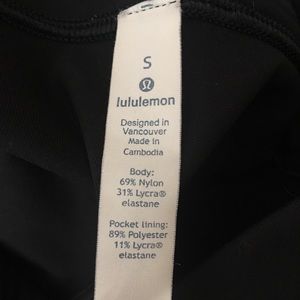 S
lululemon
Designed in
Vancouver
Made in
Cambodia
Body:
69% Nylon
31% Lycra®
elastane
Pocket lining:
89% Polyester
11% Lycra®
elastane